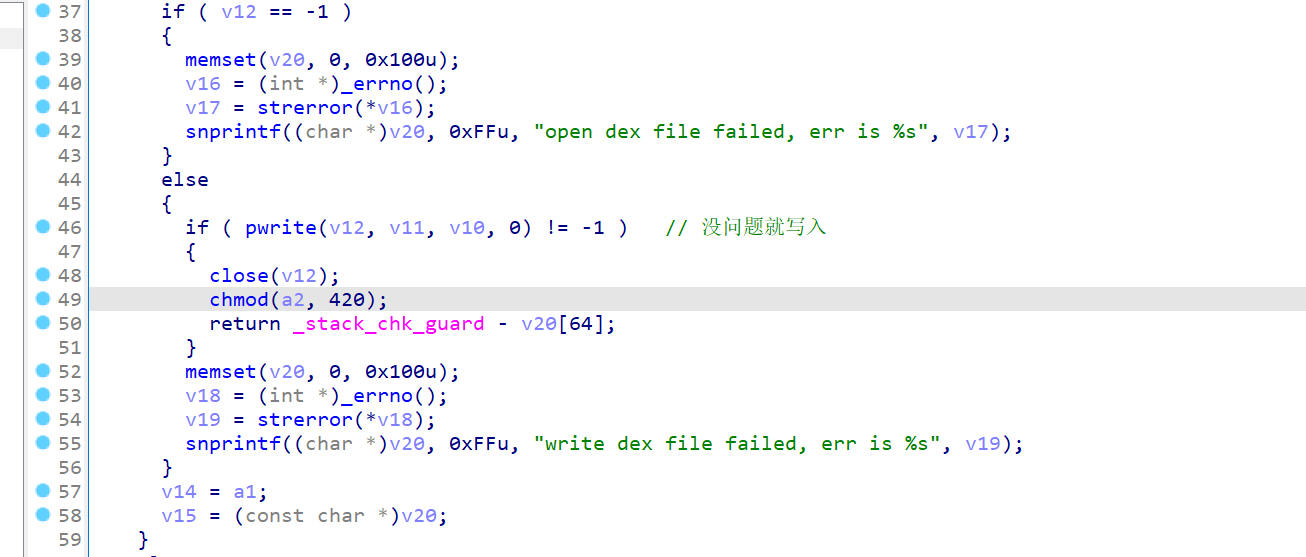 37 if ( v12 == -1 )
38 {
39 memset(v20, 0, 0x100u);
40 v16 = (int *)_errno();
41 v17 = strerror(*v16);
42 snprintf((char *)v20, 0xFFu, "open dex file failed, err is %s", v17);
43 }
44 else
45 {
46 if ( pwrite(v12, v11, v10, 0) != -1 ) // 没问题就写入
47 {
48 close(v12);
49 chmod(a2, 420);
50 return _stack_chk_guard - v20[64];
51 }
52 memset(v20, 0, 0x100u);
53 v18 = (int *)_errno();
54 v19 = strerror(*v18);
55 snprintf((char *)v20, 0xFFu, "write dex file failed, err is %s", v19);
56 }
57 v14 = a1;
58 v15 = (const char *)v20;
59 }